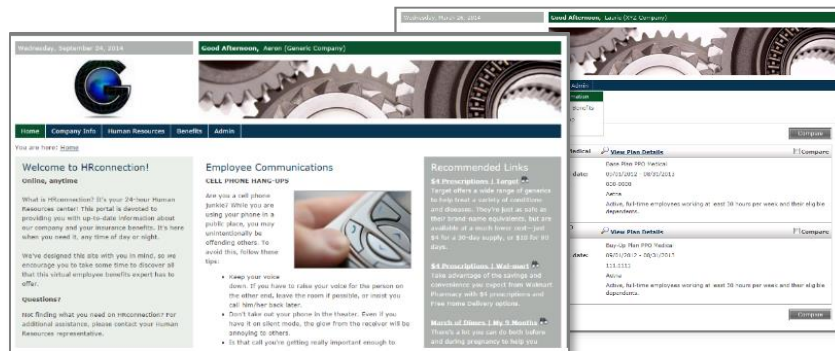 Wednesday, September 24, 2014
Good Afternoon, Aaron (Generic Company)
Home Company Info Human Resources Benefits Admin
You are here: Home
Welcome to HRconnection!
Online, anytime
What is HRconnection? It's your 24-hour Human
Resources center! This portal is devoted to
providing you with up-to-date information about
our company and your insurance benefits. It's here
when you need it, any time of day or night.
We've designed this site with you in mind, so we
encourage you to take some time to discover all
that this virtual employee benefits expert has to
offer.
Questions?
Not finding what you need on HRconnection? For
additional assistance, please contact your Human
Resources representative.
Employee Communications
CELL PHONE HANG-UPS
Are you a cell phone
junkie? While you are
using your phone in a
public place, you may
unintentionally be
offending others. To
avoid this, follow these
tips:
• Keep your voice
down. If you have to raise your voice for the person on
the other end, leave the room if possible, or insist you
call him/her back later.
• Don't take out your phone in the theater. Even if you
have it on silent mode, the glow from the receiver will be
annoying to others.
• Is that call you're getting really important enough to
Recommended Links
$4 Prescriptions | Target
Target offers a wide range of generics
to help treat a variety of conditions
and diseases. They're just as safe as
their brand name equivalents, but are
available at a much lower cost - just
$4 for a 30-day supply, or $10 for 90
days.
$4 Prescriptions | Wal-mart
Take advantage of the savings and
convenience you expect from Walmart
Pharmacy with $4 prescriptions and
Free Home Delivery options.
March of Dimes | My 9 Months
There's a lot you can do both before
and during pregnancy to help you
Good Afternoon, Laurie (XYZ Company)
Admin
Benefits
Compare
Medical View Plan Details Compare
Base Plan PPO Medical
date: 09/01/2012 - 08/31/2013
000-0000
Aetna
Active, full-time employees working at least 30 hours per week and their eligible
dependents.
View Plan Details Compare
Buy-Up Plan PPO Medical
date: 09/01/2012 - 08/31/2013
Aetna
Active, full-time employees working at least 30 hours per week and their eligible
dependents.
Compare